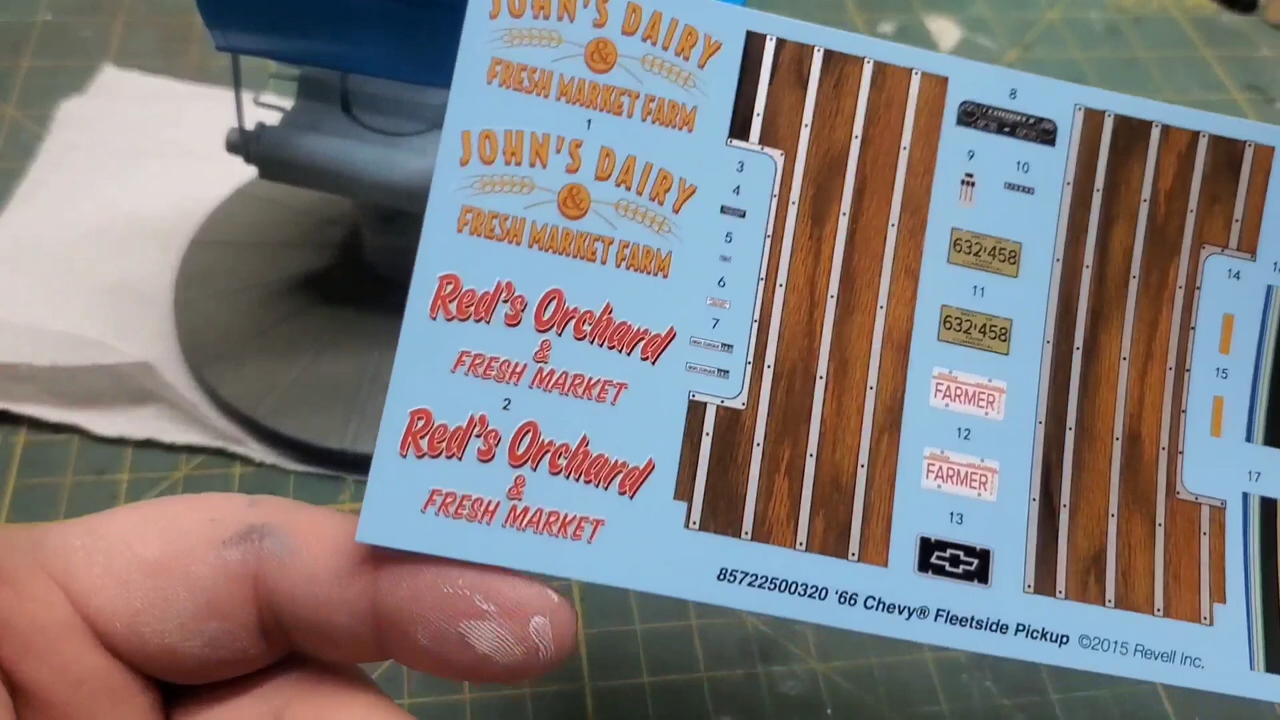 JOHN'S DAIRY
&
FRESH MARKET FARM
1
JOHN'S DAIRY
&
FRESH MARKET FARM
Red's Orchard
&
FRESH MARKET
2
Red's Orchard
&
FRESH MARKET
3
4
5
6
7
8
9
10
632 458
11
632 458
FARMER
12
FARMER
13
14
15
17
85722500320 '66 Chevy® Fleetside Pickup ©2015 Revell Inc.